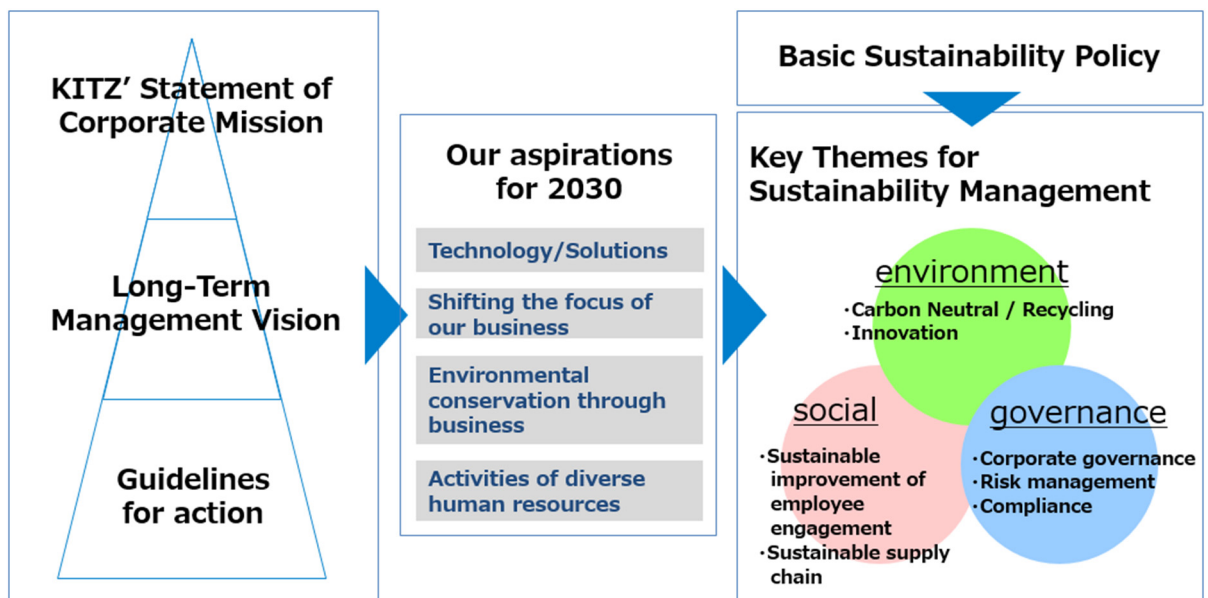 KITZ’ Statement of
Corporate Mission
Long-Term
Management Vision
Guidelines
for action
Our aspirations
for 2030
Technology/Solutions
Shifting the focus of
our business
Environmental
conservation through
business
Activities of diverse
human resources
Basic Sustainability Policy
Key Themes for
Sustainability Management
environment
・Carbon Neutral / Recycling
・Innovation
social
・Sustainable
improvement of
employee
engagement
・Sustainable supply
chain
governance
・Corporate governance
・Risk management
・Compliance